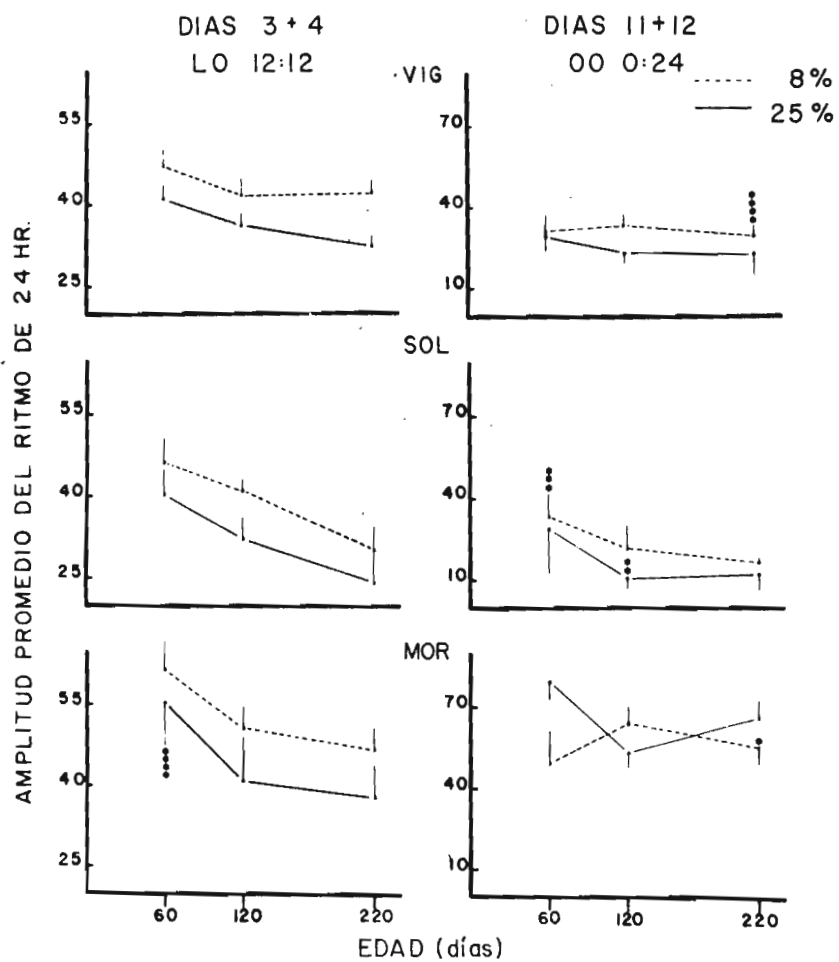 DIAS 3+4
LO 12:12
DIAS 11+12
OO 0:24
8%
25%
AMPLITUD PROMEDIO DEL RITMO DE 24 HR.
VIG
55
40
25
70
40
10
SOL
55
40
25
70
40
10
MOR
55
40
25
70
40
10
60 120 220
60 120 220
EDAD (días)